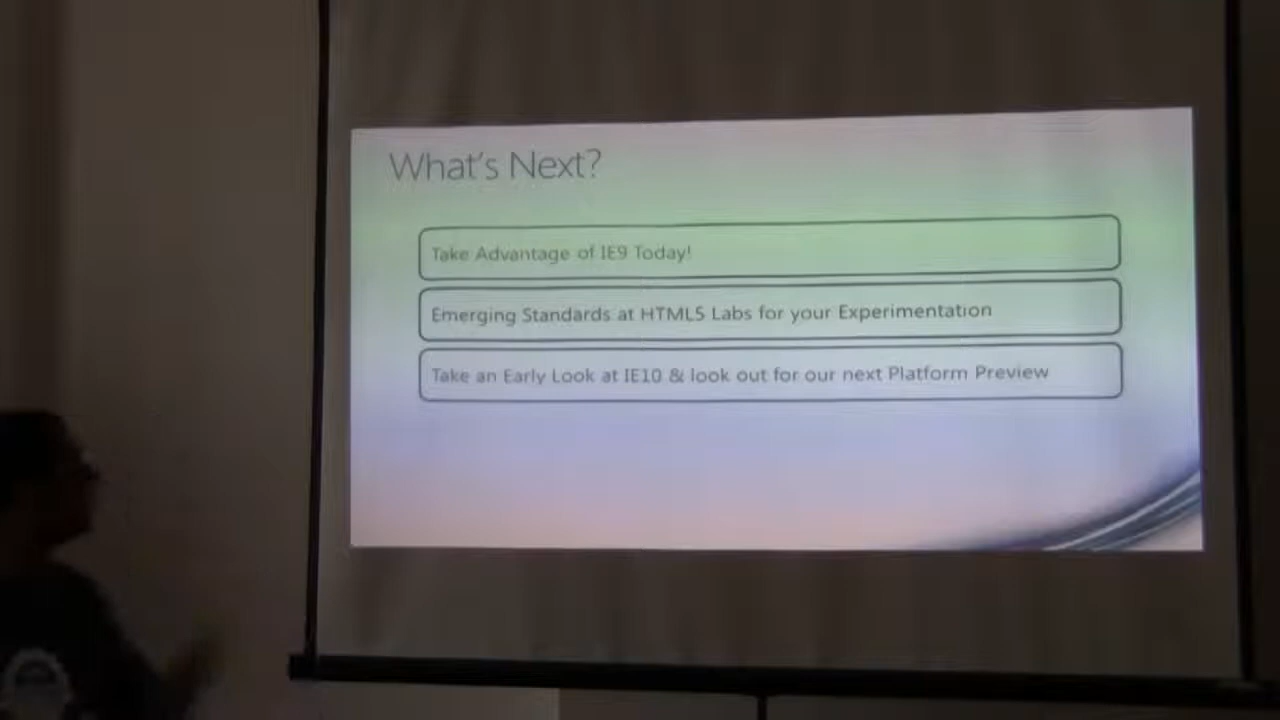 What's Next?
Take Advantage of IE9 Today!
Emerging Standards at HTML5 Labs for your Experimentation
Take an Early Look at IE10 & look out for our next Platform Preview